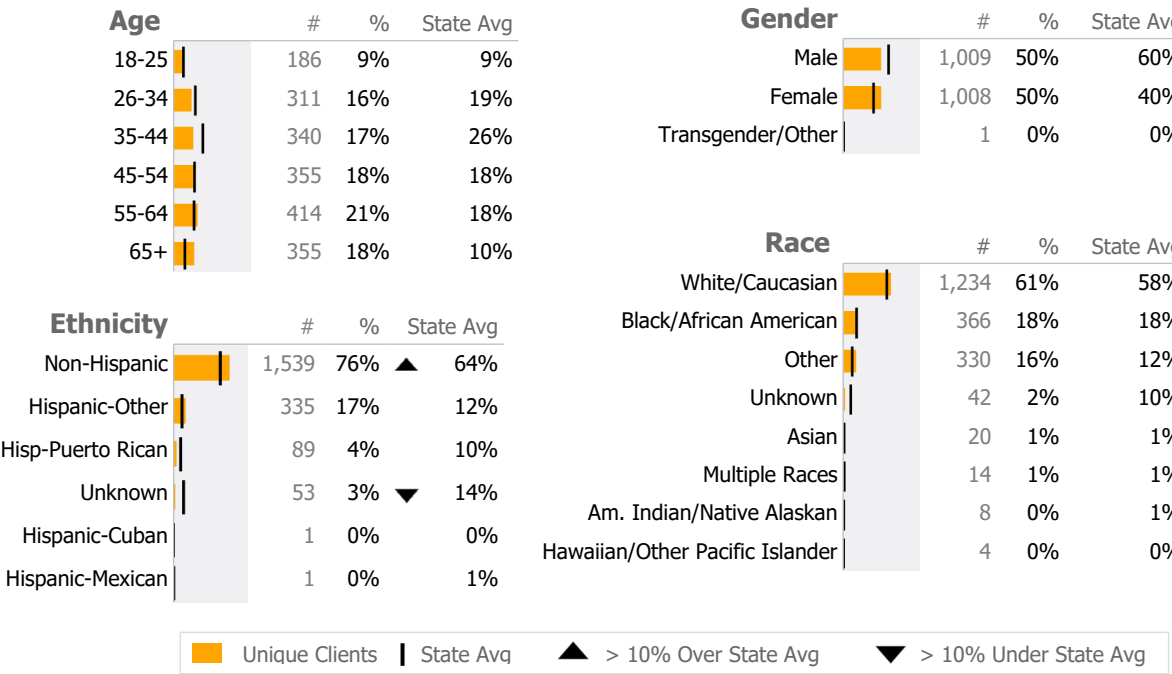 Age # % State Avg
18-25 186 9% 9%
26-34 311 16% 19%
35-44 340 17% 26%
45-54 355 18% 18%
55-64 414 21% 18%
65+ 355 18% 10%
Ethnicity # % State Avg
Non-Hispanic 1,539 76% ▲ 64%
Hispanic-Other 335 17% 12%
Hisp-Puerto Rican 89 4% 10%
Unknown 53 3% ▼ 14%
Hispanic-Cuban 1 0% 0%
Hispanic-Mexican 1 0% 1%
Gender # % State Avg
Male 1,009 50% 60%
Female 1,008 50% 40%
Transgender/Other 1 0% 0%
Race # % State Avg
White/Caucasian 1,234 61% 58%
Black/African American 366 18% 18%
Other 330 16% 12%
Unknown 42 2% 10%
Asian 20 1% 1%
Multiple Races 14 1% 1%
Am. Indian/Native Alaskan 8 0% 1%
Hawaiian/Other Pacific Islander 4 0% 0%
Unique Clients | State Avg ▲ > 10% Over State Avg ▼ > 10% Under State Avg